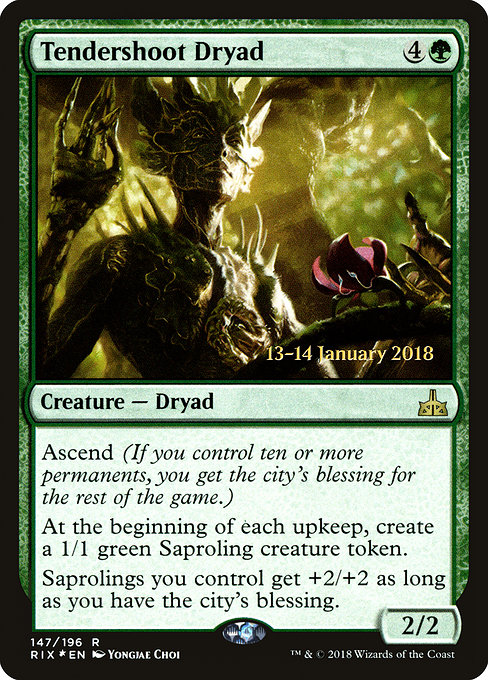 Tendershoot Dryad 4
13–14 January 2018
Creature — Dryad
Ascend (If you control ten or more
permanents, you get the city's blessing for
the rest of the game.)
At the beginning of each upkeep, create
a 1/1 green Saproling creature token.
Saprolings you control get +2/+2 as long
as you have the city's blessing.
2/2
147/196 R
RIX★EN Yongjae Choi
™ & © 2018 Wizards of the Coast